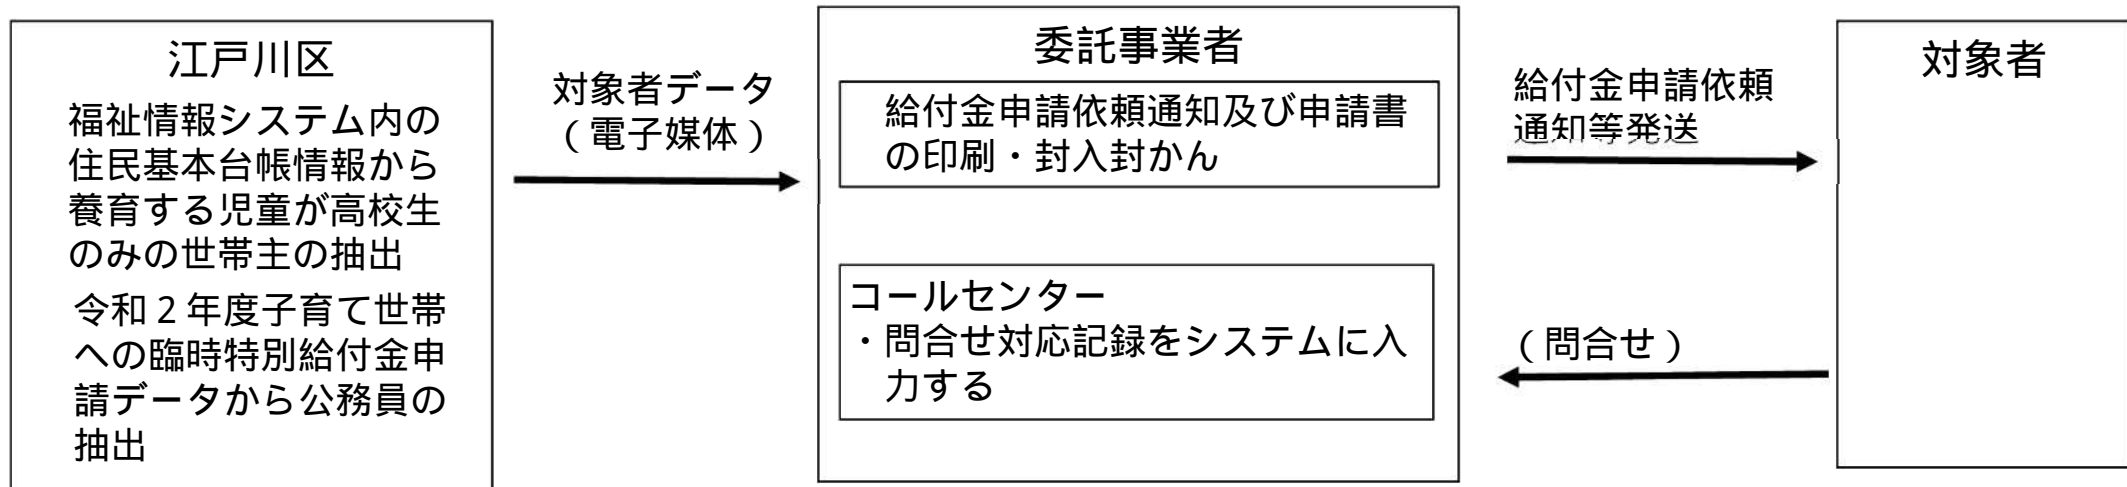 江戸川区
福祉情報システム内の
住民基本台帳情報から
養育する児童が高校生
のみの世帯主の抽出
令和２年度子育て世帯
への臨時特別給付金申
請データから公務員の
抽出
対象者データ
（電子媒体）
委託事業者
給付金申請依頼通知及び申請書
の印刷・封入封かん
コールセンター
・問合せ対応記録をシステムに入
力する
給付金申請依頼
通知等発送
（問合せ）
対象者